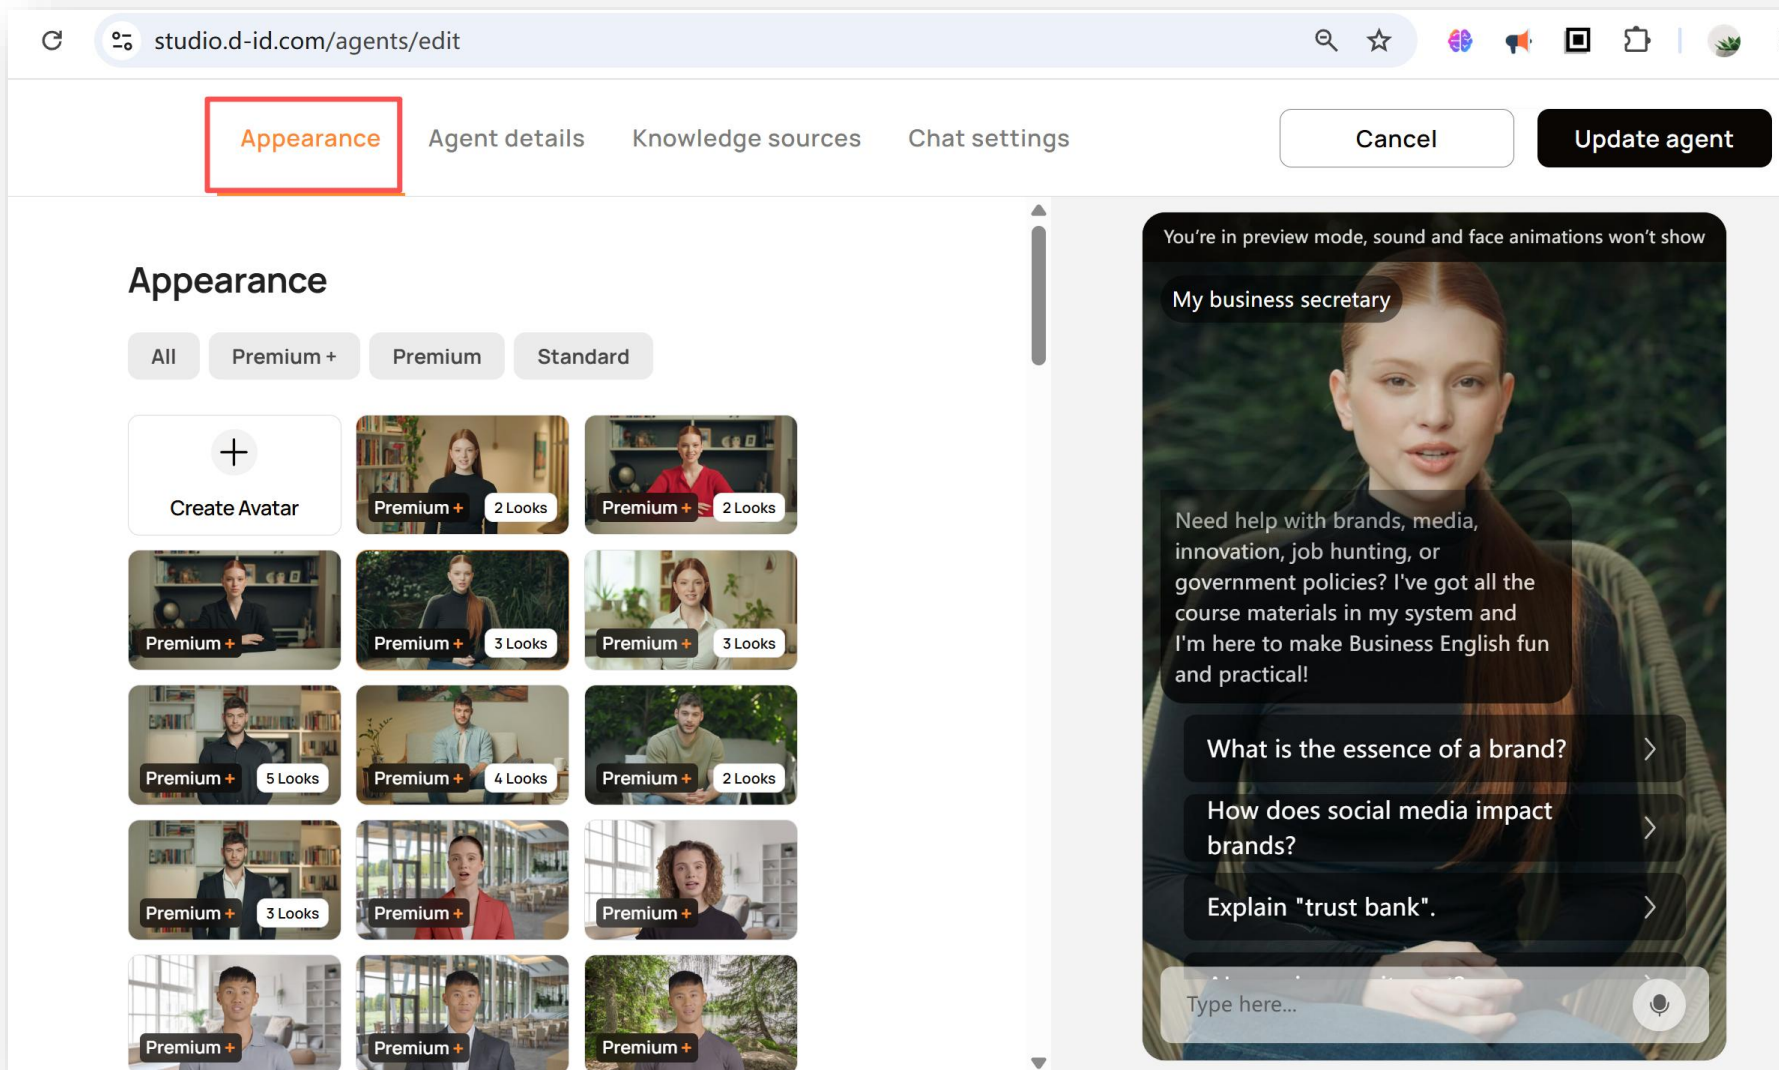 studio.d-id.com/agents/edit
Appearance
Agent details
Knowledge sources
Chat settings
Cancel
Update agent
Appearance
All
Premium +
Premium
Standard
Create Avatar
Premium +
2 Looks
Premium +
2 Looks
Premium +
Premium +
3 Looks
Premium +
3 Looks
Premium +
5 Looks
Premium +
4 Looks
Premium +
2 Looks
Premium +
3 Looks
Premium +
Premium +
Premium +
Premium +
Premium +
You're in preview mode, sound and face animations won't show
My business secretary
Need help with brands, media,
innovation, job hunting, or
government policies? I've got all the
course materials in my system and
I'm here to make Business English fun
and practical!
What is the essence of a brand?
How does social media impact
brands?
Explain "trust bank".
Type here...